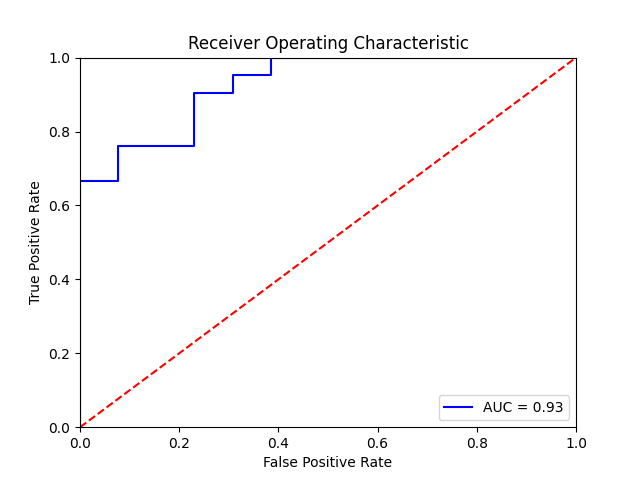 Receiver Operating Characteristic
1.0
0.8
0.6
0.4
0.2
0.0
True Positive Rate
AUC = 0.93
0.0 0.2 0.4 0.6 0.8 1.0
False Positive Rate